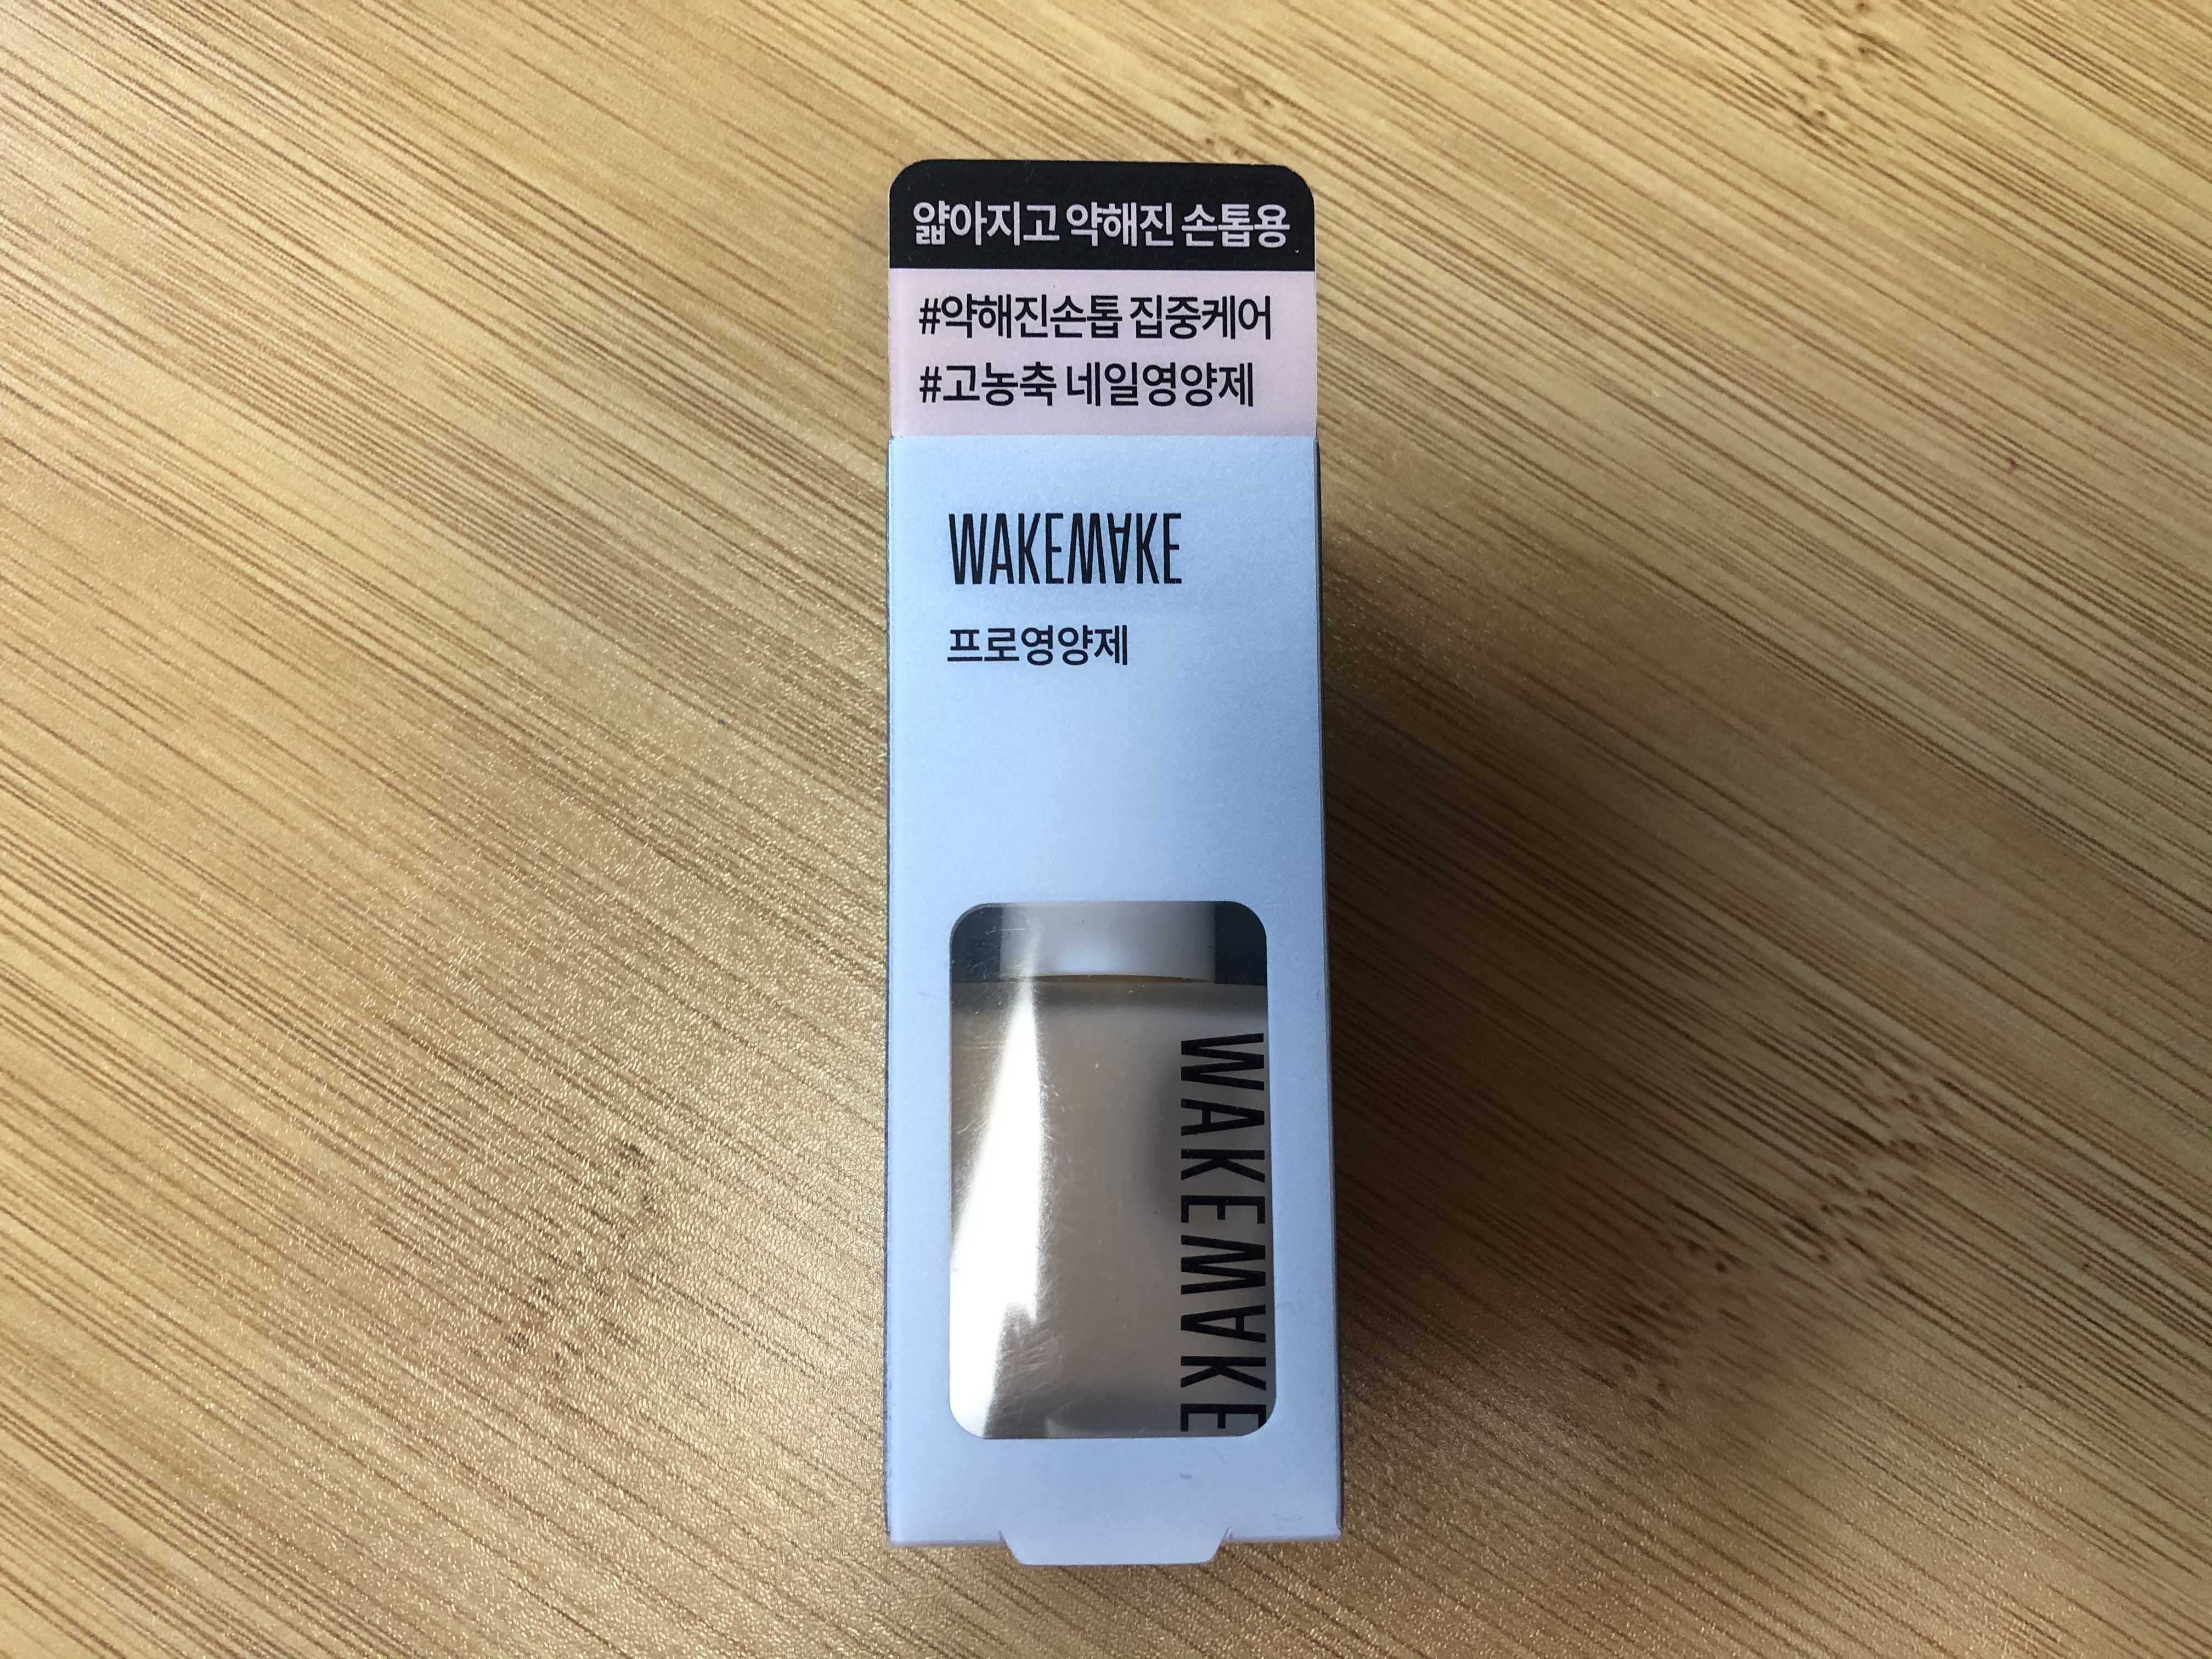 얇아지고 약해진 손톱용
#약해진손톱 집중케어
#고농축 네일영양제
WAKEMAKE
프로영양제
WAKEMAKE